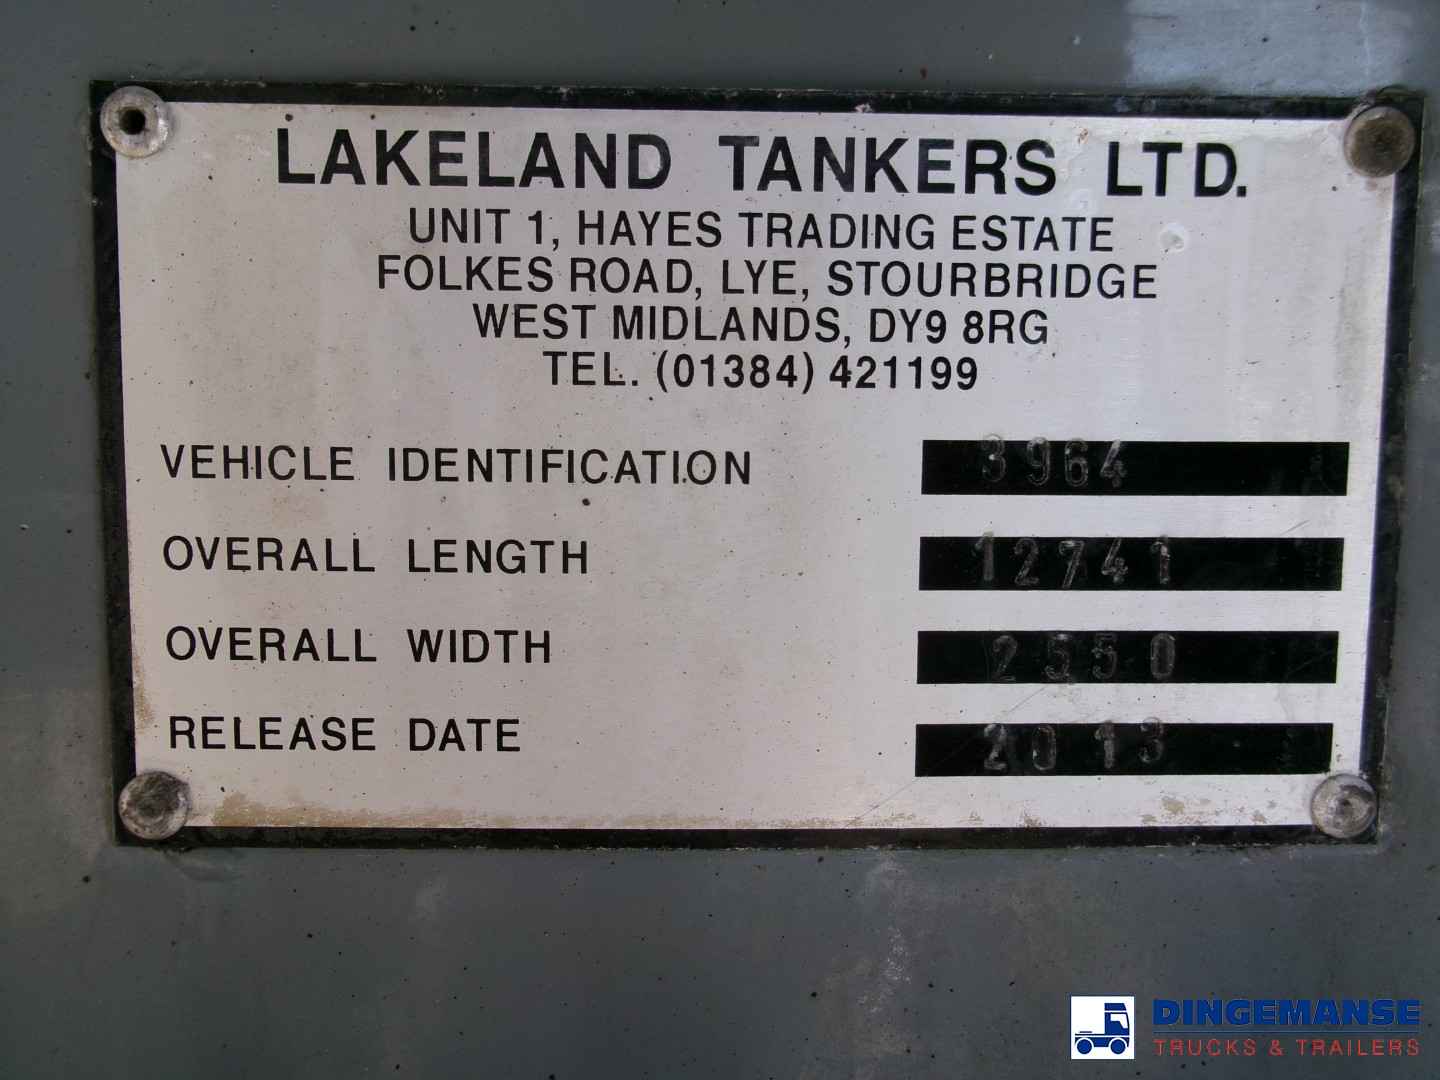 LAKELAND TANKERS LTD.
UNIT 1, HAYES TRADING ESTATE
FOLKES ROAD, LYE, STOURBRIDGE
WEST MIDLANDS, DY9 8RG
TEL. (01384) 421199
VEHICLE IDENTIFICATION 3964
OVERALL LENGTH 12741
OVERALL WIDTH 2550
RELEASE DATE 2013
DINGEMANSE
TRUCKS & TRAILERS